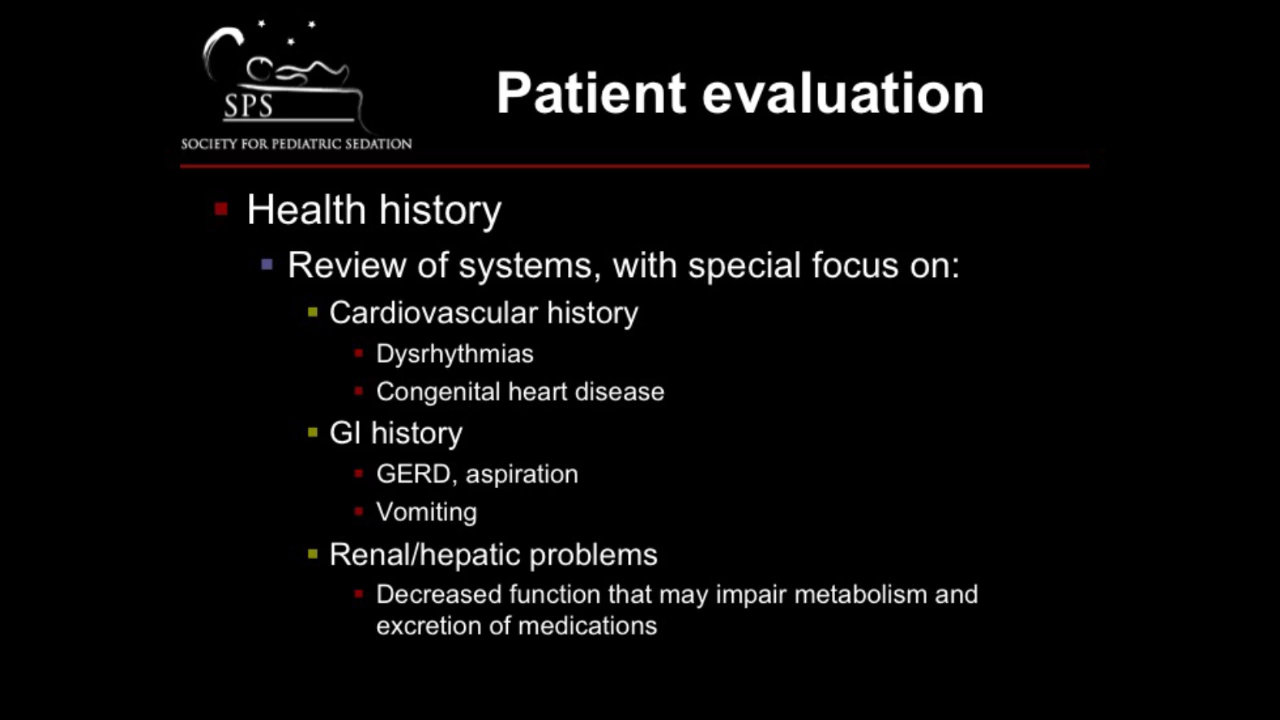 SPS
SOCIETY FOR PEDIATRIC SEDATION
Patient evaluation
Health history
Review of systems, with special focus on:
Cardiovascular history
Dysrhythmias
Congenital heart disease
GI history
GERD, aspiration
Vomiting
Renal/hepatic problems
Decreased function that may impair metabolism and
excretion of medications